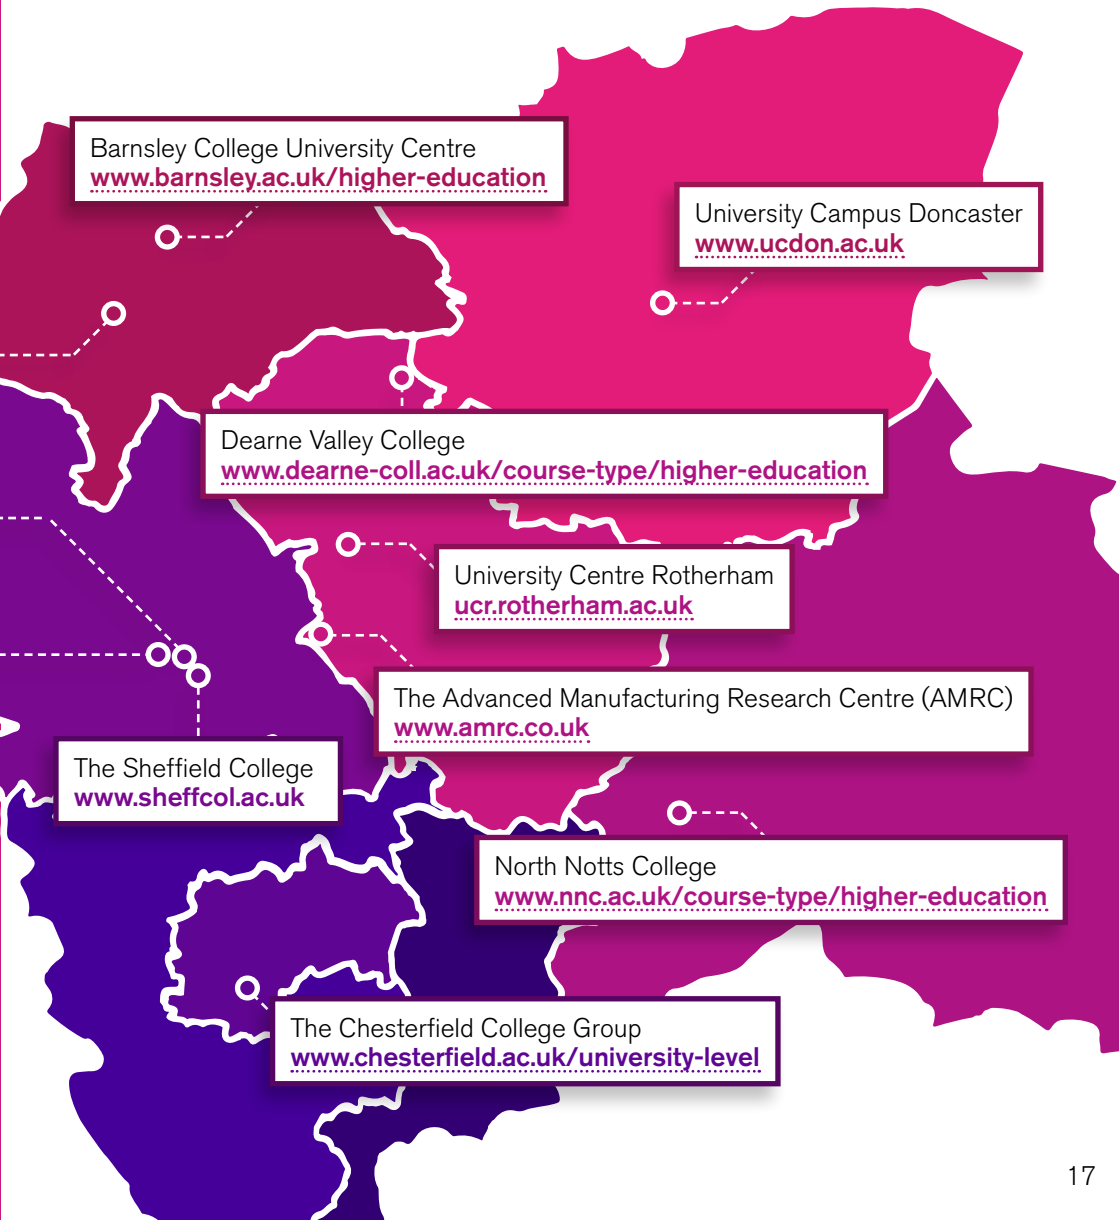 Barnsley College University Centre
www.barnsley.ac.uk/higher-education
University Campus Doncaster
www.ucdon.ac.uk
Dearne Valley College
www.dearne-coll.ac.uk/course-type/higher-education
University Centre Rotherham
ucr.rotherham.ac.uk
The Advanced Manufacturing Research Centre (AMRC)
www.amrc.co.uk
The Sheffield College
www.sheffcol.ac.uk
North Notts College
www.nnc.ac.uk/course-type/higher-education
The Chesterfield College Group
www.chesterfield.ac.uk/university-level
17